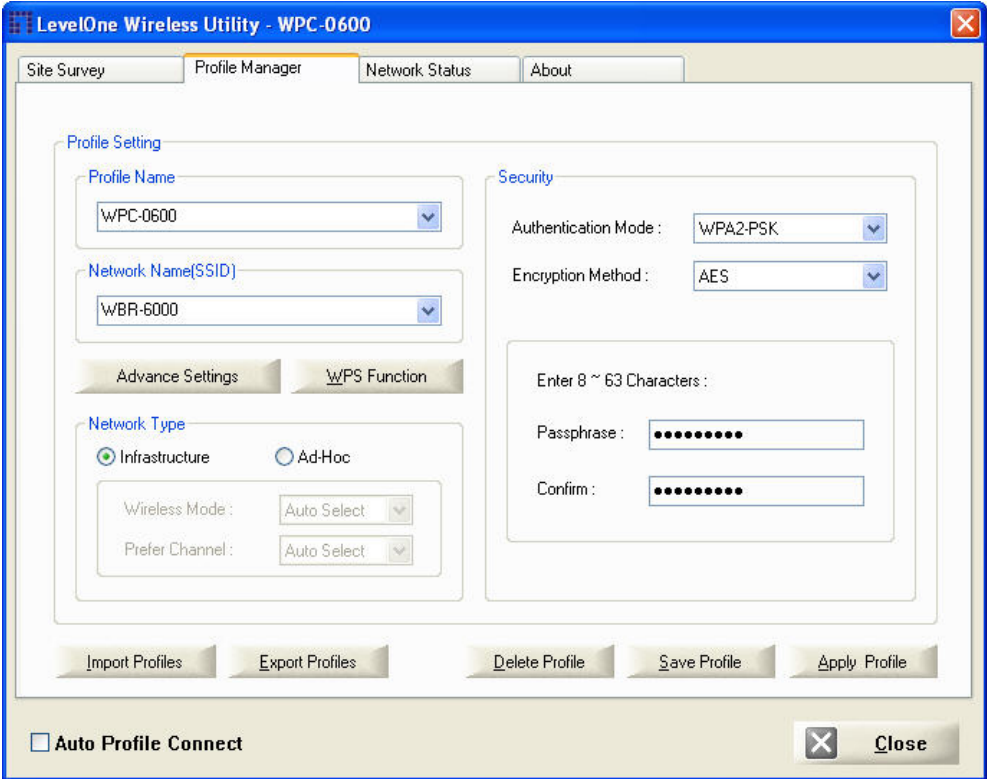 LevelOne Wireless Utility - WPC-0600
Site Survey
Profile Manager
Network Status
About
Profile Setting
Profile Name
WPC-0600
Network Name(SSID)
WBR-6000
Advance Settings
WPS Function
Network Type
Infrastructure
Ad-Hoc
Wireless Mode :
Auto Select
Prefer Channel :
Auto Select
Security
Authentication Mode :
WPA2-PSK
Encryption Method :
AES
Enter 8 ~ 63 Characters :
Passphrase :
●●●●●●●●●
Confirm :
●●●●●●●●●
Import Profiles
Export Profiles
Delete Profile
Save Profile
Apply Profile
Auto Profile Connect
Close